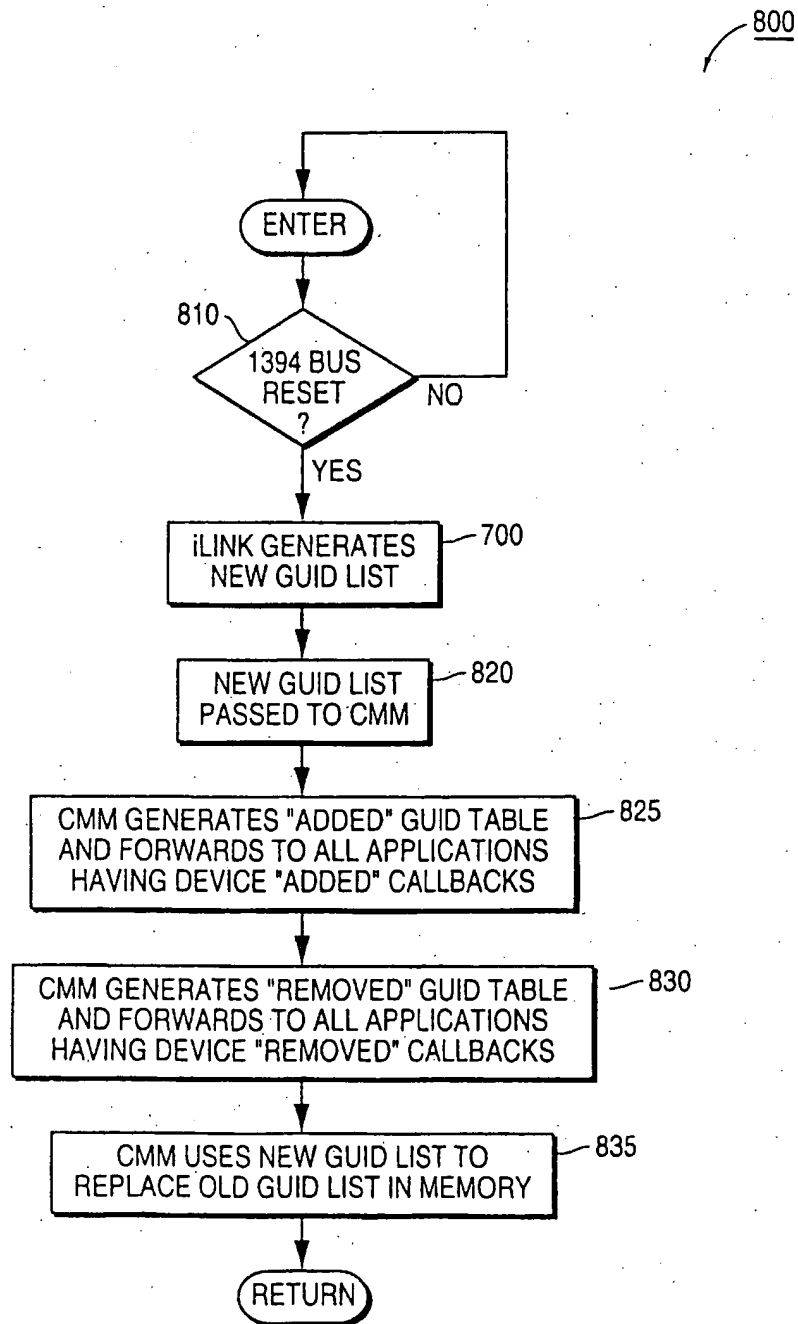 800
ENTER
810
1394 BUS
RESET
?
NO
YES
iLINK GENERATES
NEW GUID LIST
700
NEW GUID LIST
PASSED TO CMM
820
CMM GENERATES "ADDED" GUID TABLE
AND FORWARDS TO ALL APPLICATIONS
HAVING DEVICE "ADDED" CALLBACKS
825
CMM GENERATES "REMOVED" GUID TABLE
AND FORWARDS TO ALL APPLICATIONS
HAVING DEVICE "REMOVED" CALLBACKS
830
CMM USES NEW GUID LIST TO
REPLACE OLD GUID LIST IN MEMORY
835
RETURN